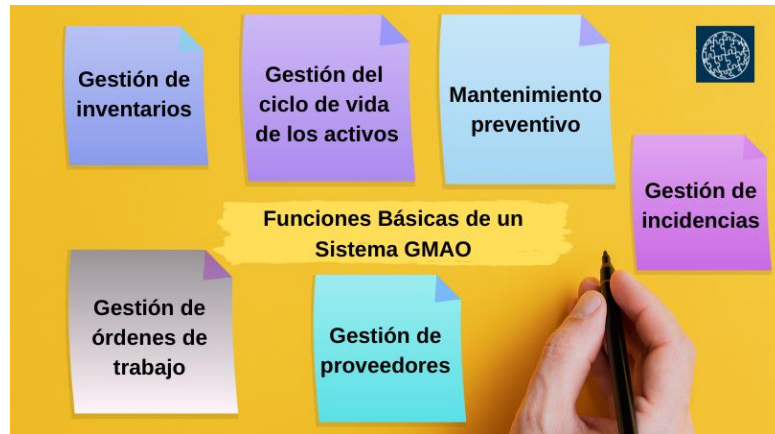 Gestión de
inventarios
Gestión del
ciclo de vida
de los activos
Mantenimiento
preventivo
Gestión de
incidencias
Funciones Básicas de un
Sistema GMAO
Gestión de
órdenes de
trabajo
Gestión de
proveedores